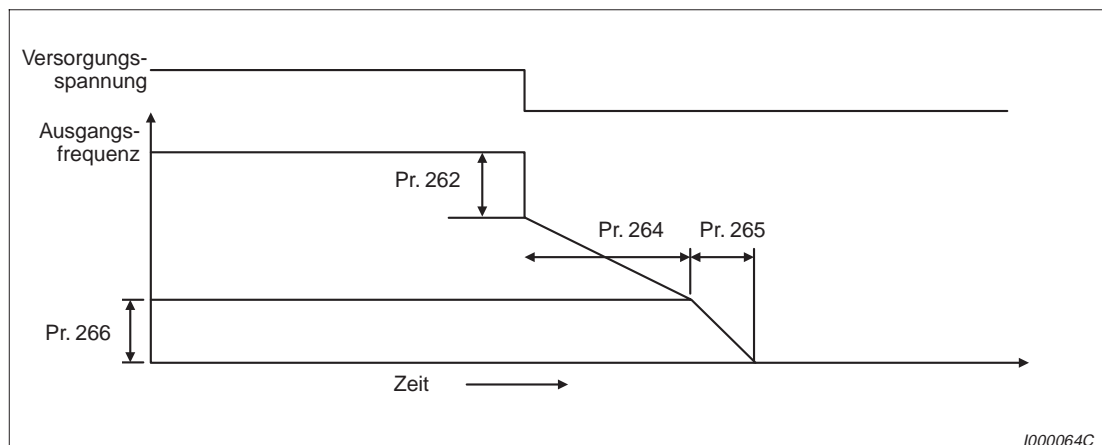 Versorgungs-
spannung
Ausgangs-
frequenz
Pr. 262
Pr. 264
Pr. 265
Pr. 266
Zeit
I000064C